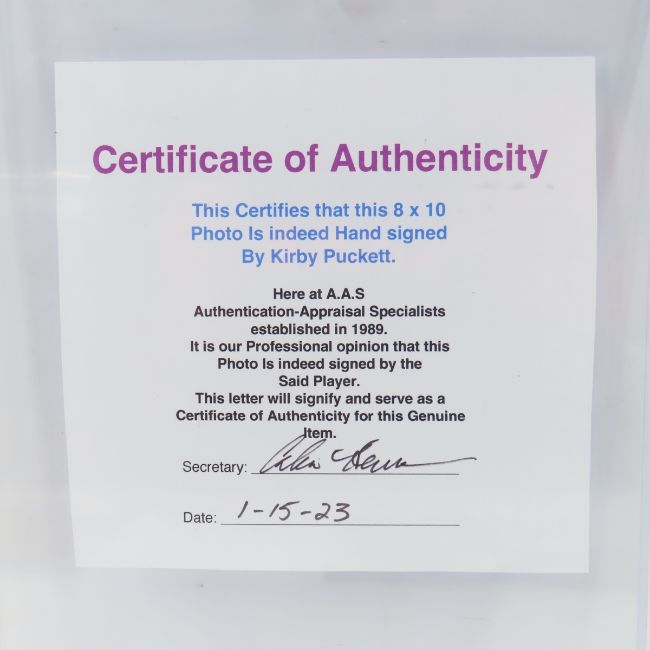 Certificate of Authenticity
This Certifies that this 8 x 10
Photo Is indeed Hand signed
By Kirby Puckett.
Here at A.A.S
Authentication-Appraisal Specialists
established in 1989.
It is our Professional opinion that this
Photo Is indeed signed by the
Said Player.
This letter will signify and serve as a
Certificate of Authenticity for this Genuine
Item.
Secretary:
Date: 1-15-23